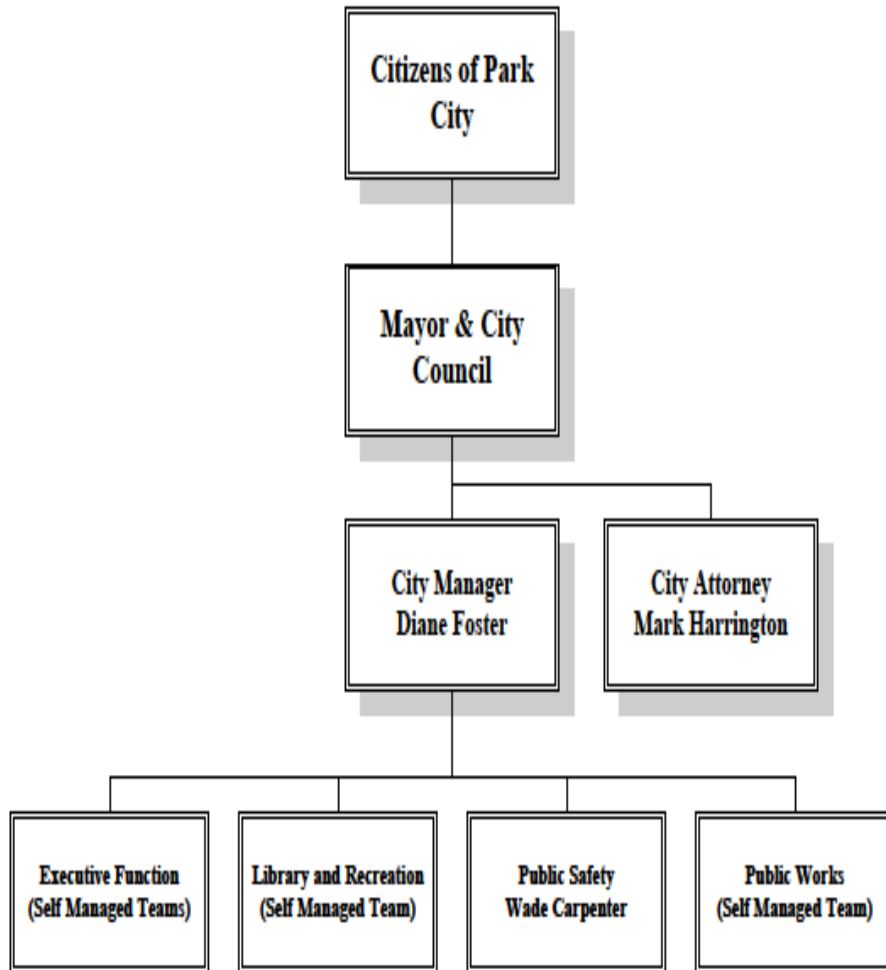 Citizens of Park
City
Mayor & City
Council
City Manager
Diane Foster
City Attorney
Mark Harrington
Executive Function
(Self Managed Teams)
Library and Recreation
(Self Managed Team)
Public Safety
Wade Carpenter
Public Works
(Self Managed Team)